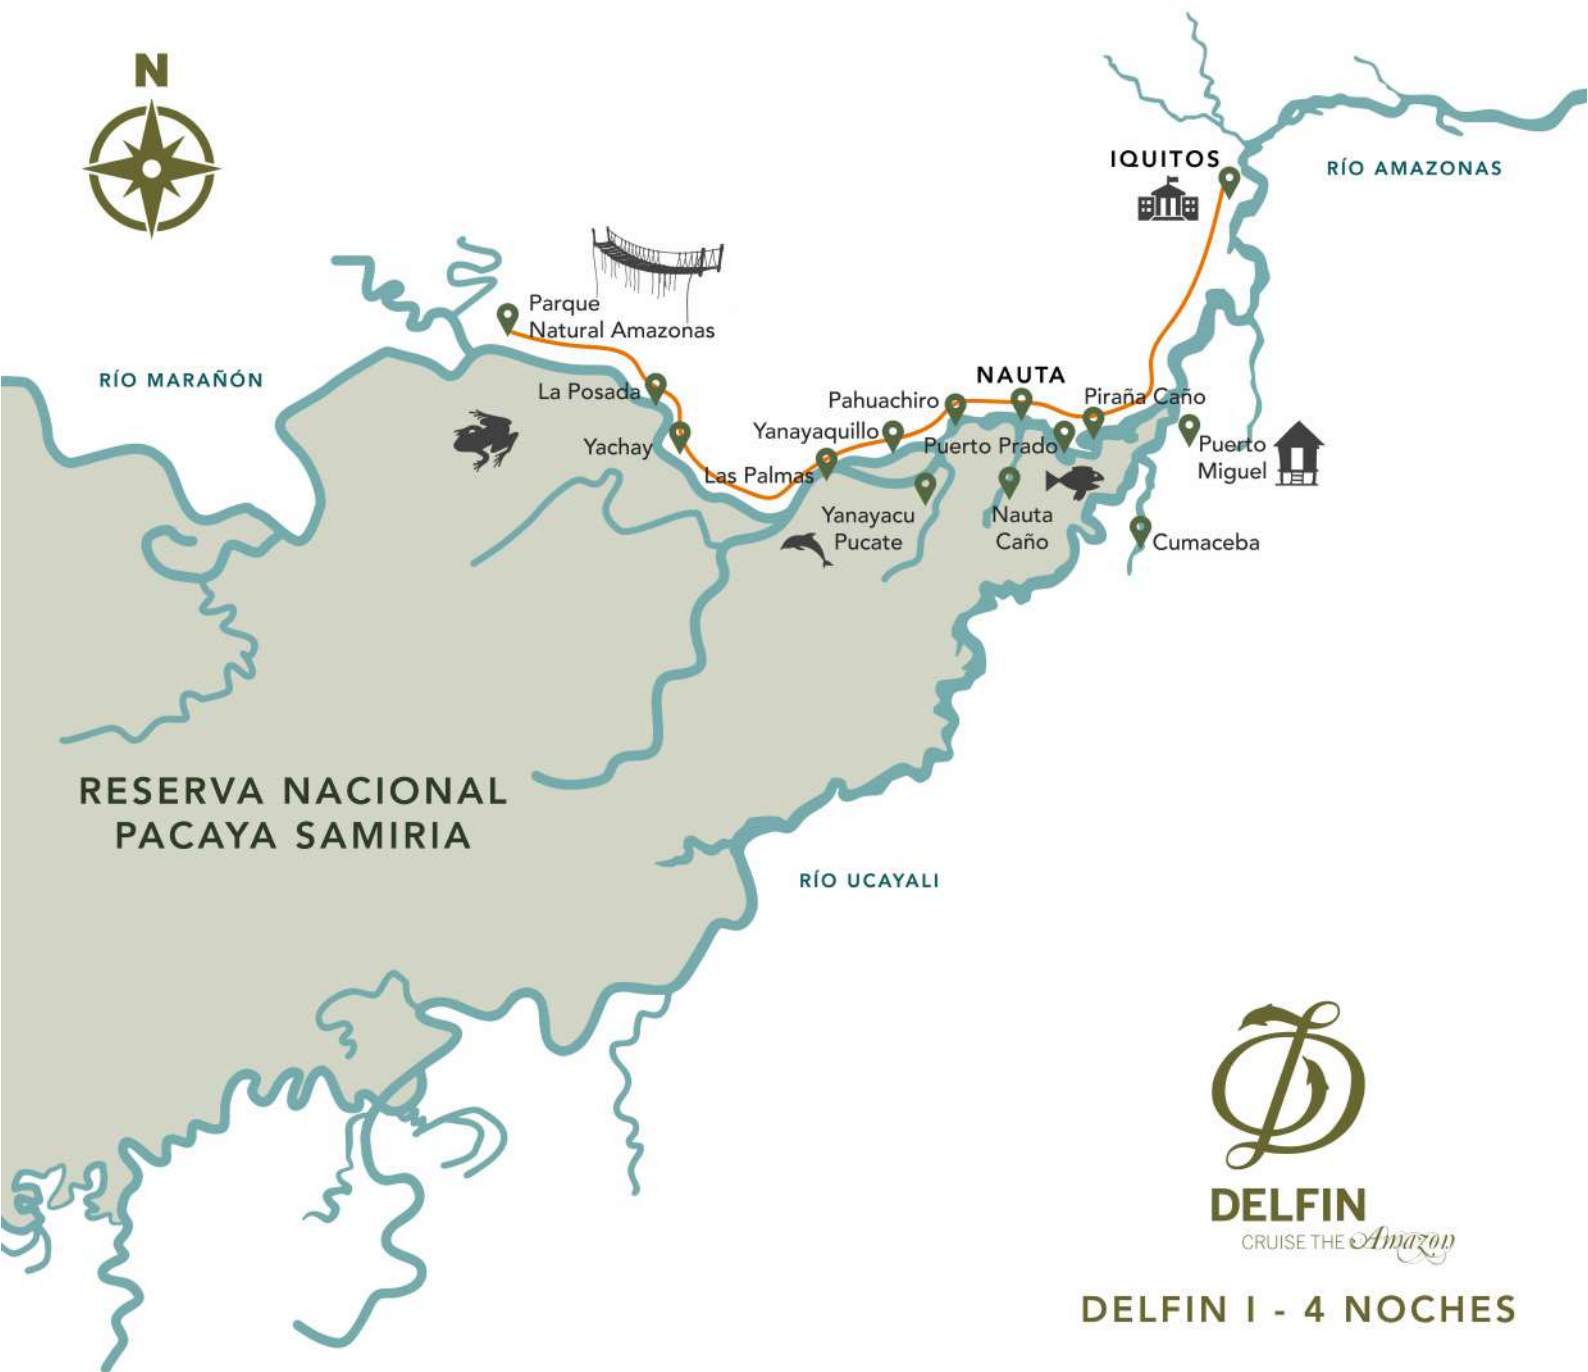 N
IQUITOS
RÍO AMAZONAS
Parque
Natural Amazonas
RÍO MARAÑÓN
La Posada
NAUTA
Pahuachiro
Piraña Caño
Yanayaquillo
Yachay
Puerto Prado
Puerto
Miguel
Las Palmas
Yanayacu
Pucate
Nauta
Caño
Cumaceba
RESERVA NACIONAL
PACAYA SAMIRIA
RÍO UCAYALI
DELFIN
CRUISE THE Amazon
DELFIN I - 4 NOCHES